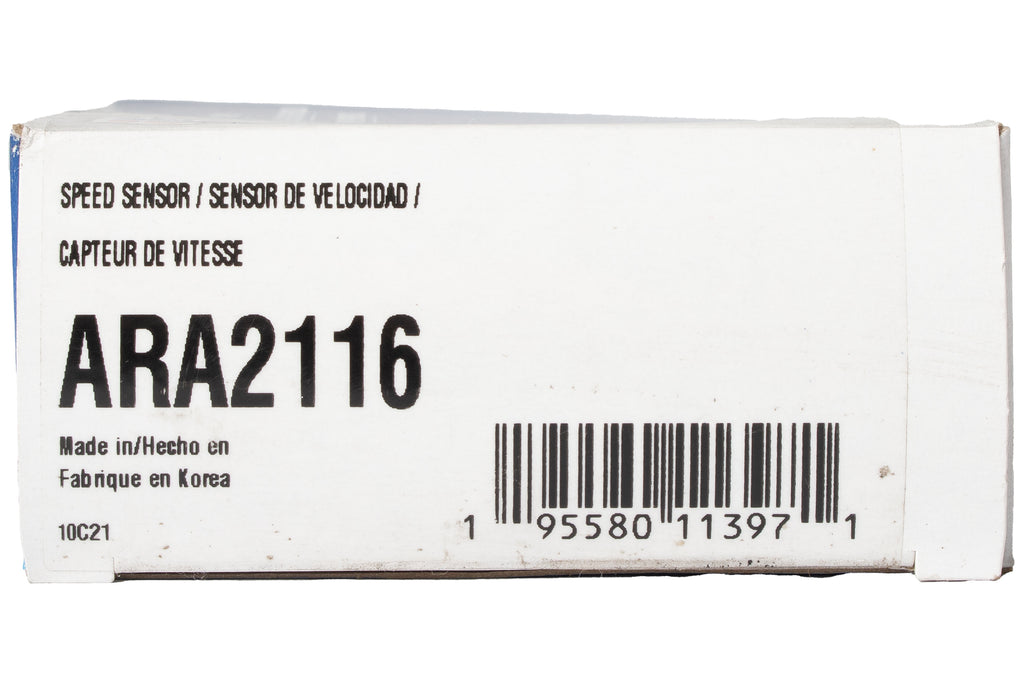 SPEED SENSOR / SENSOR DE VELOCIDAD /
CAPTEUR DE VITESSE
ARA2116
Made in/Hecho en
Fabrique en Korea
10C21
1 95580 11397 1